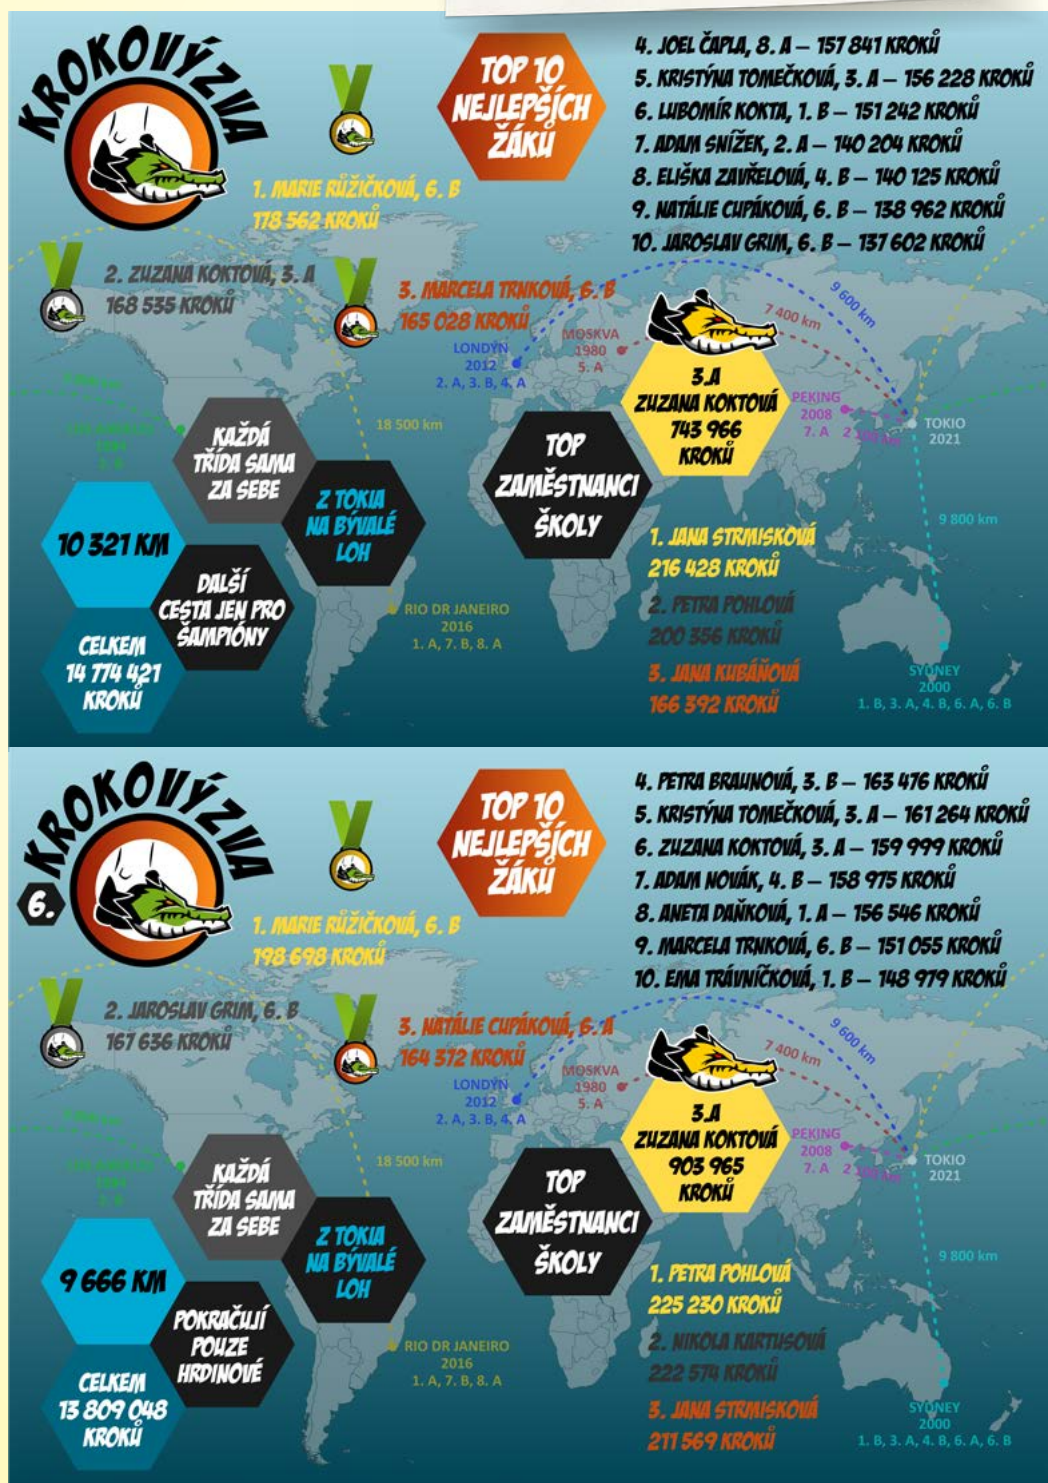 KROKOVÝZVA
TOP 10
NEJLEPŠÍCH
ŽÁKŮ
1. MARIE RŮŽIČKOVÁ, 6. B
178 562 KROKŮ
2. ZUZANA KOKTOVÁ, 3. A
168 535 KROKŮ
3. MARCELA TRNKOVÁ, 6. B
165 028 KROKŮ
4. JOEL ČAPLA, 8. A – 157 841 KROKŮ
5. KRISTÝNA TOMEČKOVÁ, 3. A – 156 228 KROKŮ
6. LUBOMÍR KOKTA, 1. B – 151 242 KROKŮ
7. ADAM SNÍŽEK, 2. A – 140 204 KROKŮ
8. ELIŠKA ZAVŘELOVÁ, 4. B – 140 125 KROKŮ
9. NATÁLIE CUPÁKOVÁ, 6. B – 138 962 KROKŮ
10. JAROSLAV GRIM, 6. B – 137 602 KROKŮ
9 600 km
7 400 km
MOSKVA
1980
5. A
LONDÝN
2012
2. A, 3. B, 4. A
3.A
ZUZANA KOKTOVÁ
743 966
KROKŮ
PEKING
2008
7. A
TOKIO
2021
18 500 km
KAŽDÁ
TŘÍDA SAMA
ZA SEBE
Z TOKIA
NA BÝVALÉ
LOH
TOP
ZAMĚSTNANCI
ŠKOLY
10 321 KM
DALŠÍ
CESTA JEN PRO
ŠAMPIÓNY
CELKEM
14 774 421
KROKŮ
9 800 km
1. JANA STRMISKOVÁ
216 428 KROKŮ
2. PETRA POHLOVÁ
200 356 KROKŮ
3. JANA KUBÁŇOVÁ
166 392 KROKŮ
RIO DR JANEIRO
2016
1. A, 7. B, 8. A
SYDNEY
2000
1. B, 3. A, 4. B, 6. A, 6. B
KROKOVÝZVA
6.
TOP 10
NEJLEPŠÍCH
ŽÁKŮ
1. MARIE RŮŽIČKOVÁ, 6. B
198 698 KROKŮ
2. JAROSLAV GRIM, 6. B
167 636 KROKŮ
3. NATÁLIE CUPÁKOVÁ, 6. A
164 372 KROKŮ
4. PETRA BRAUNOVÁ, 3. B – 163 476 KROKŮ
5. KRISTÝNA TOMEČKOVÁ, 3. A – 161 264 KROKŮ
6. ZUZANA KOKTOVÁ, 3. A – 159 999 KROKŮ
7. ADAM NOVÁK, 4. B – 158 975 KROKŮ
8. ANETA DAŇKOVÁ, 1. A – 156 546 KROKŮ
9. MARCELA TRNKOVÁ, 6. B – 151 055 KROKŮ
10. EMA TRÁVNÍČKOVÁ, 1. B – 148 979 KROKŮ
9 600 km
7 400 km
MOSKVA
1980
5. A
LONDÝN
2012
2. A, 3. B, 4. A
3.A
ZUZANA KOKTOVÁ
903 965
KROKŮ
PEKING
2008
7. A
TOKIO
2021
18 500 km
KAŽDÁ
TŘÍDA SAMA
ZA SEBE
Z TOKIA
NA BÝVALÉ
LOH
TOP
ZAMĚSTNANCI
ŠKOLY
9 666 KM
POKRAČUJÍ
POUZE
HRDINOVÉ
CELKEM
13 809 048
KROKŮ
9 800 km
1. PETRA POHLOVÁ
225 230 KROKŮ
2. NIKOLA KARTUSOVÁ
222 574 KROKŮ
3. JANA STRMISKOVÁ
211 569 KROKŮ
RIO DR JANEIRO
2016
1. A, 7. B, 8. A
SYDNEY
2000
1. B, 3. A, 4. B, 6. A, 6. B